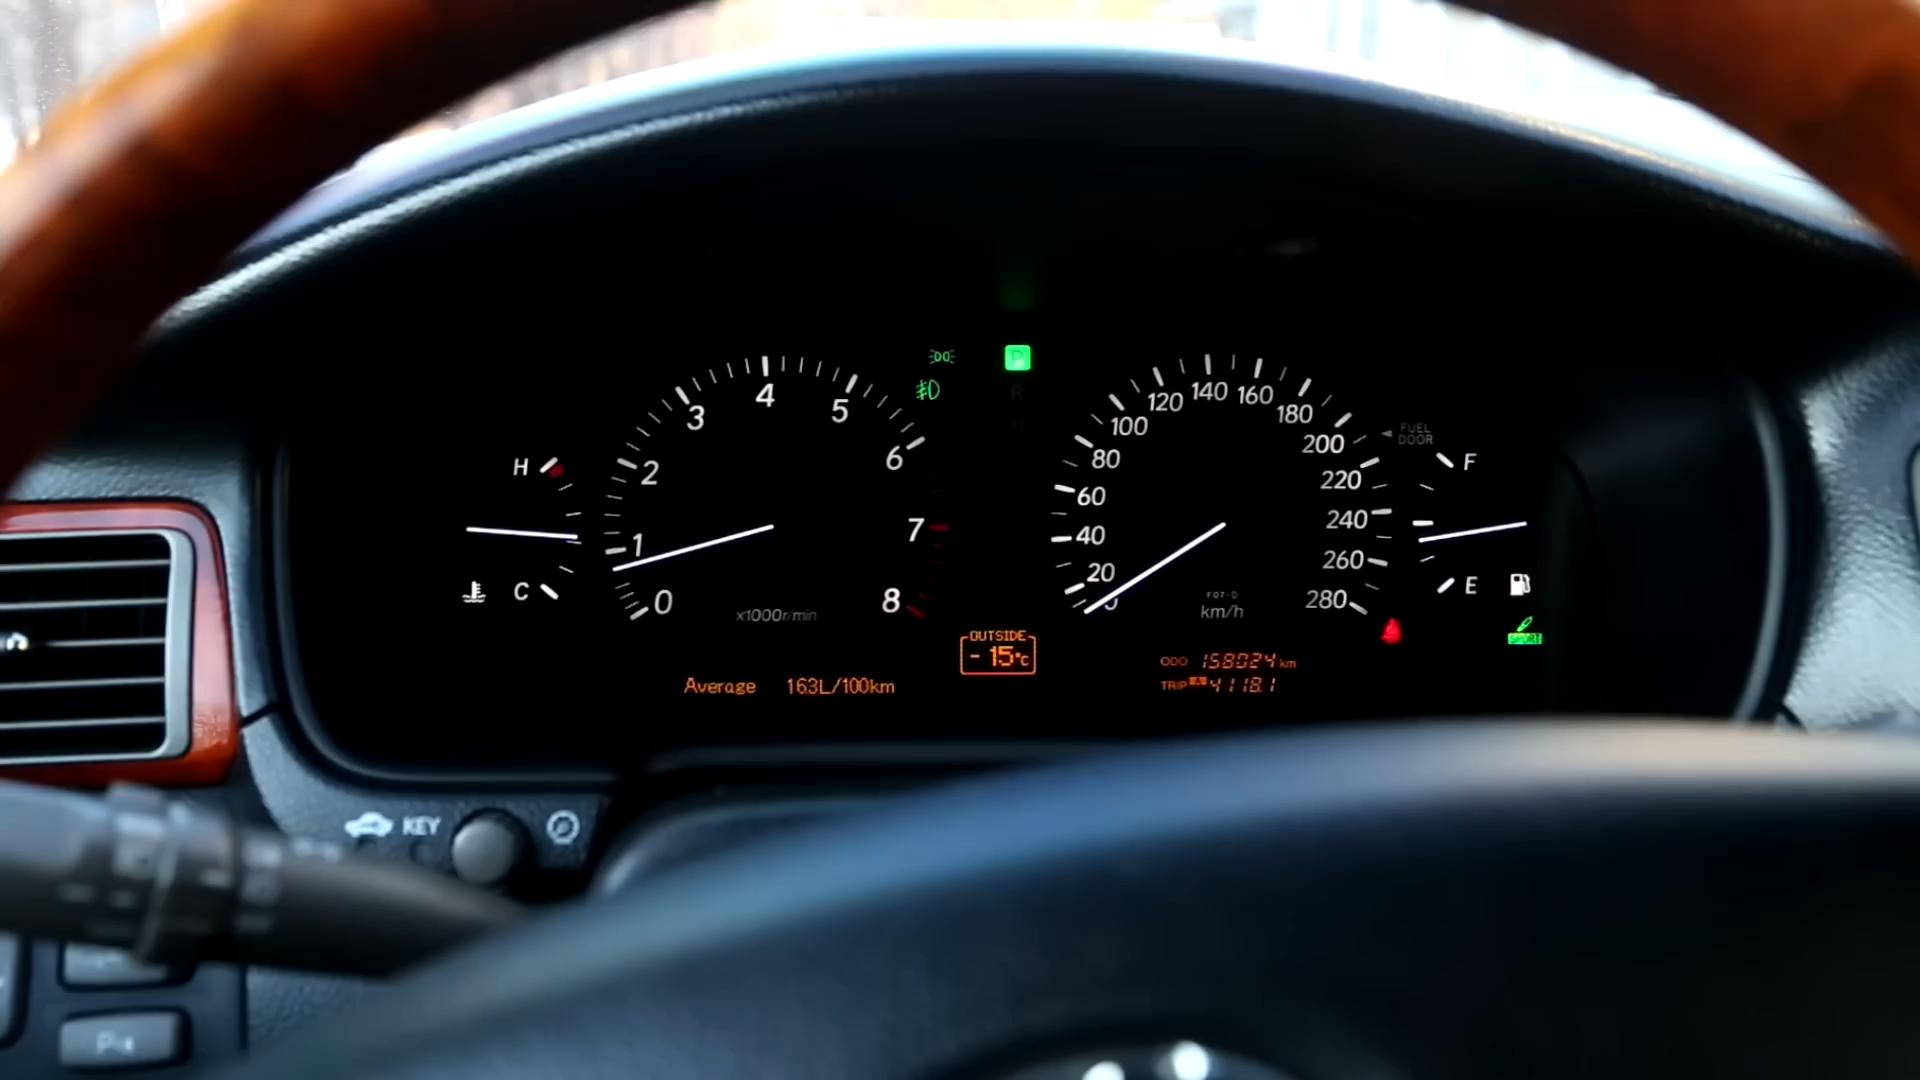 P
R
N
4
3
5
2
6
1
7
0
8
x1000r/min
H
C
140
120
160
100
180
80
200
60
220
40
240
20
260
0
280
F07-D
km/h
FUEL
DOOR
F
E
SPORT
OUTSIDE
-15°C
Average 16.3L/100km
ODO 158024 km
TRIP A 4118.1
KEY